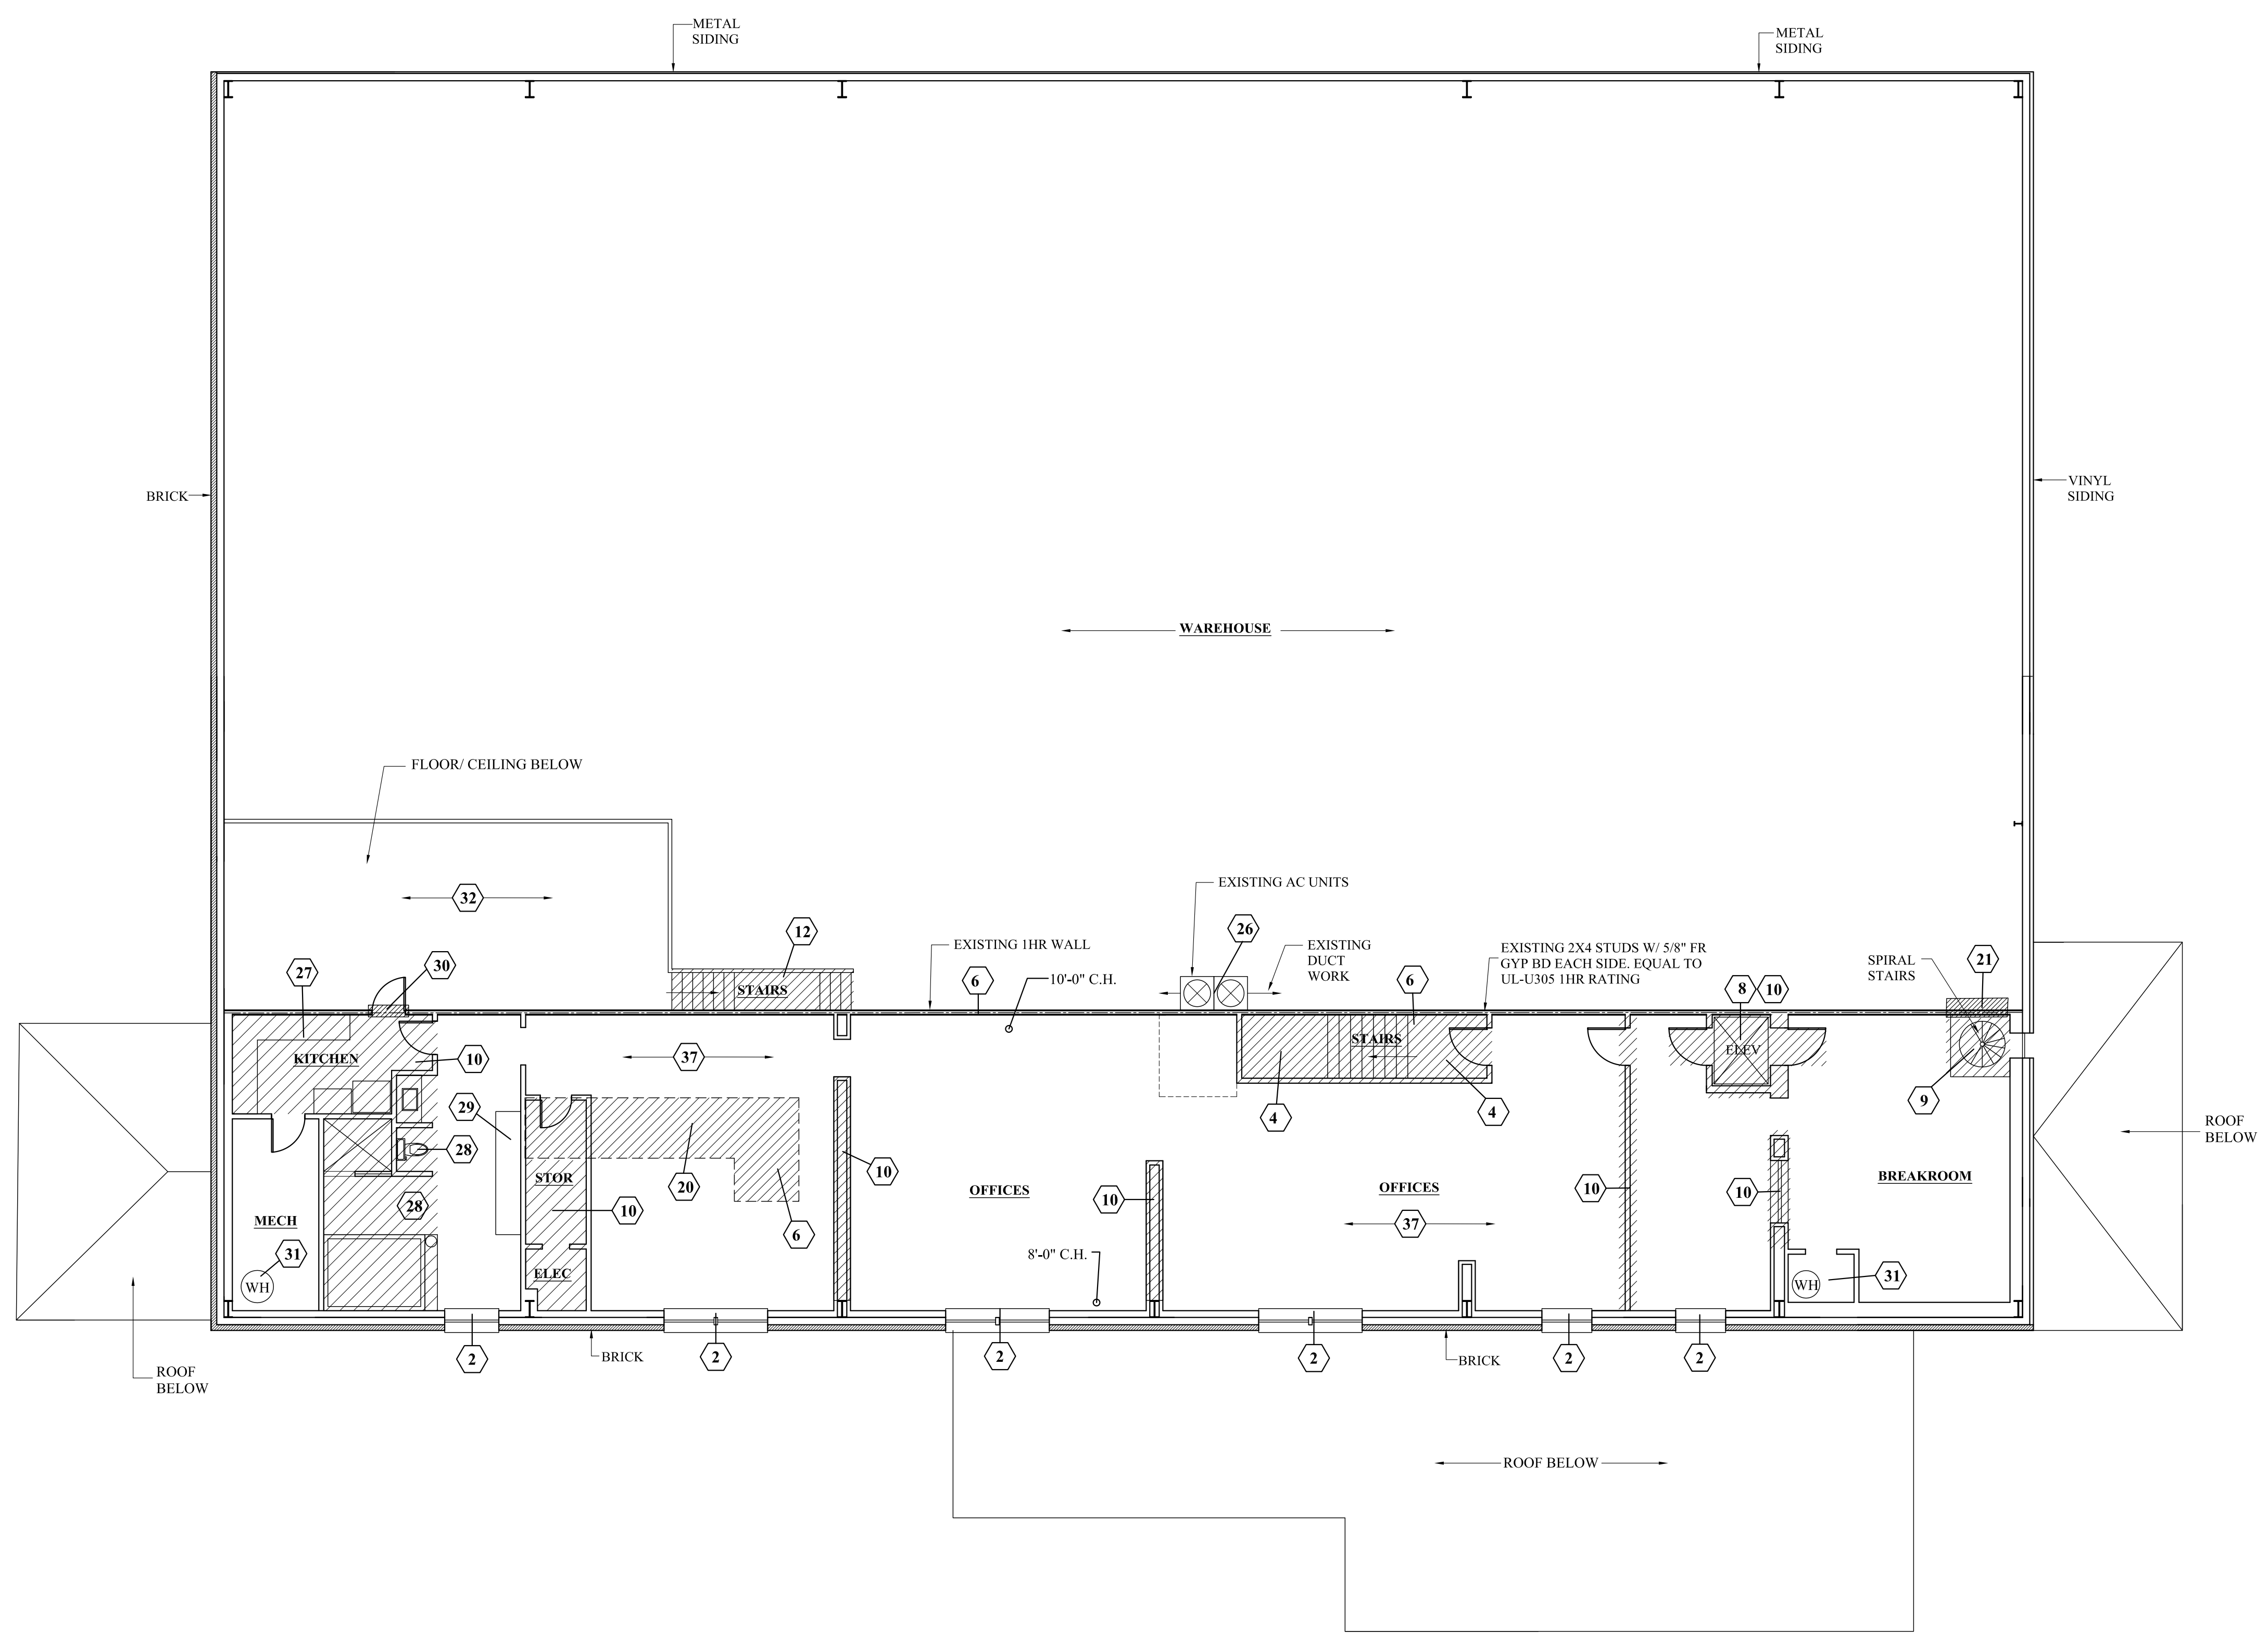 METAL
SIDING
METAL
SIDING
BRICK
VINYL
SIDING
WAREHOUSE
FLOOR/ CEILING BELOW
32
12
EXISTING AC UNITS
26
EXISTING 1HR WALL
EXISTING
DUCT
WORK
EXISTING 2X4 STUDS W/ 5/8" FR
GYP BD EACH SIDE. EQUAL TO
UL-U305 1HR RATING
SPIRAL
STAIRS
21
27
30
STAIRS
6
10'-0" C.H.
6
8
10
KITCHEN
10
37
STAIRS
ELEV
4
4
9
29
28
20
10
10
10
10
STOR
OFFICES
OFFICES
BREAKROOM
ROOF
BELOW
28
10
MECH
6
37
31
8'-0" C.H.
ELEC
WH
WH
31
2
2
2
2
2
2
BRICK
BRICK
ROOF
BELOW
ROOF BELOW